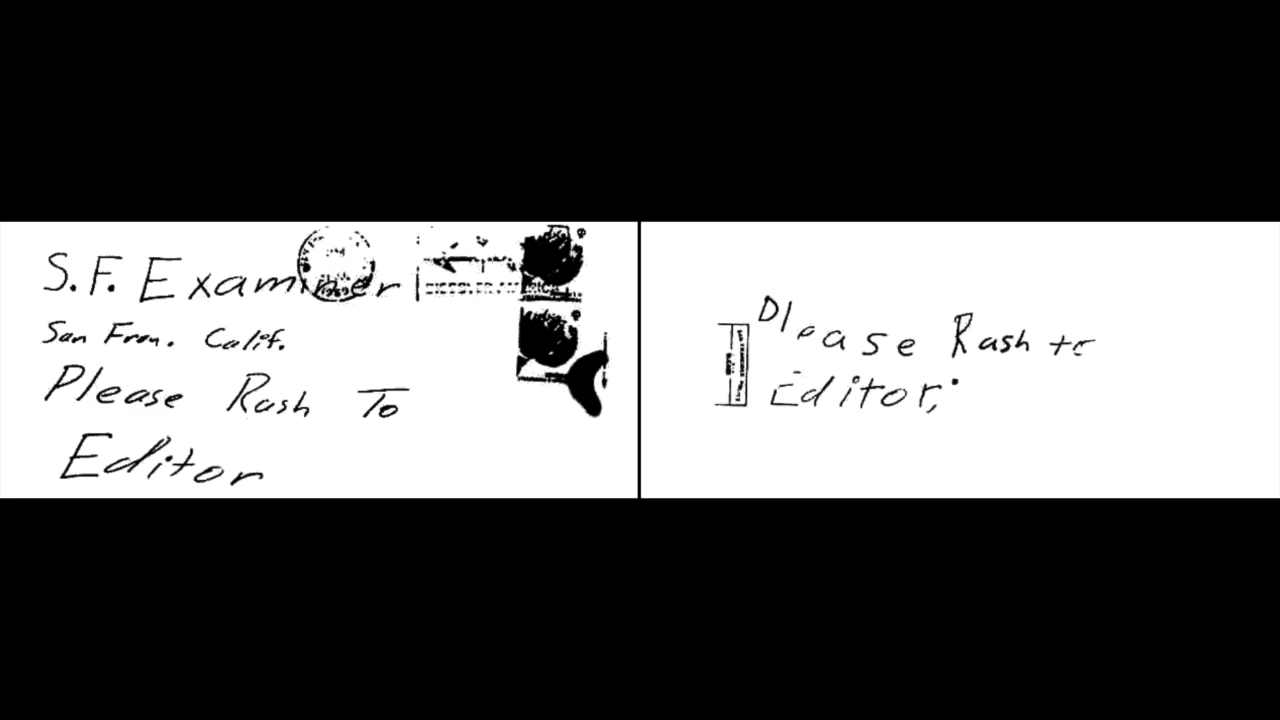 S.F. Examiner
San Fran. Calif.
Please Rush To
Editor
Please Rush to
Editor,